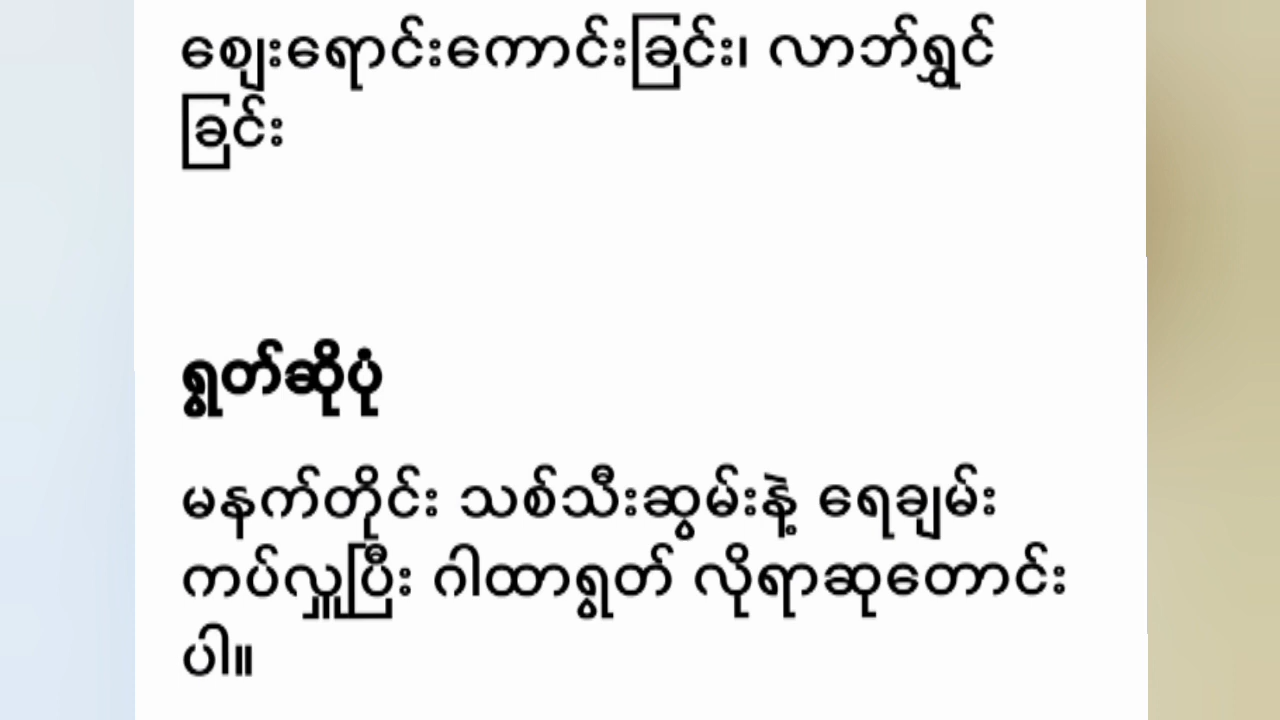 ဈေးရောင်းကောင်းခြင်း၊ လာဘ်ရွှင်
ခြင်း
ရွတ်ဆိုပုံ
မနက်တိုင်း သစ်သီးဆွမ်းနဲ့ ရေချမ်း
ကပ်လှူပြီး ဂါထာရွတ် လိုရာဆုတောင်း
ပါ။